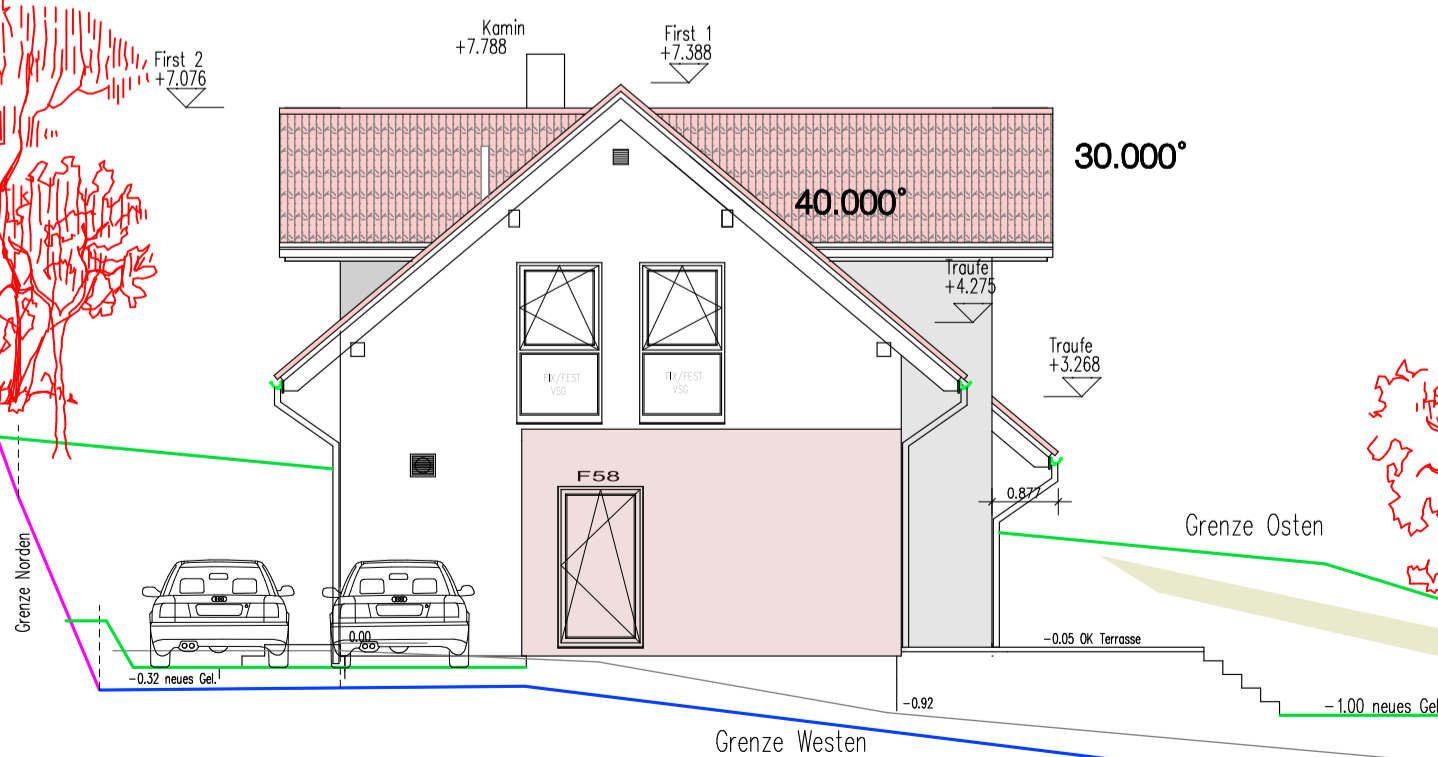 Kamin
+7.788
First 1
+7.388
First 2
+7.076
30.000°
40.000°
Traufe
+4.275
Traufe
+3.268
FIX/FEST
VSG
FIX/FEST
VSG
F58
0.877
Grenze Osten
Grenze Norden
0.00
-0.05 OK Terrasse
-0.32 neues Gel.
-0.92
-1.00 neues Gel
Grenze Westen